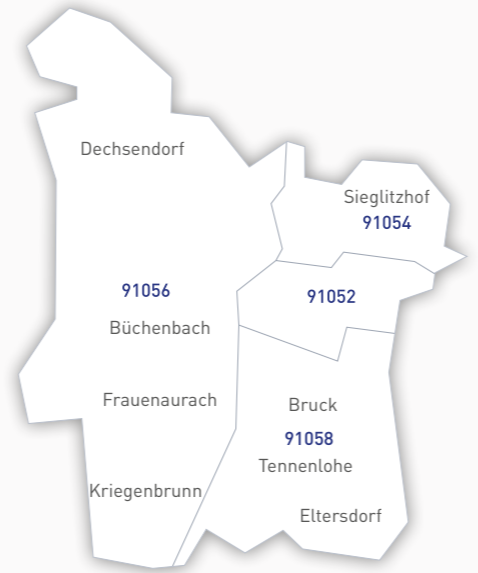 Dechsendorf
Sieglitzhof
91054
91056
91052
Büchenbach
Frauenaurach
Bruck
91058
Tennenlohe
Kriegenbrunn
Eltersdorf